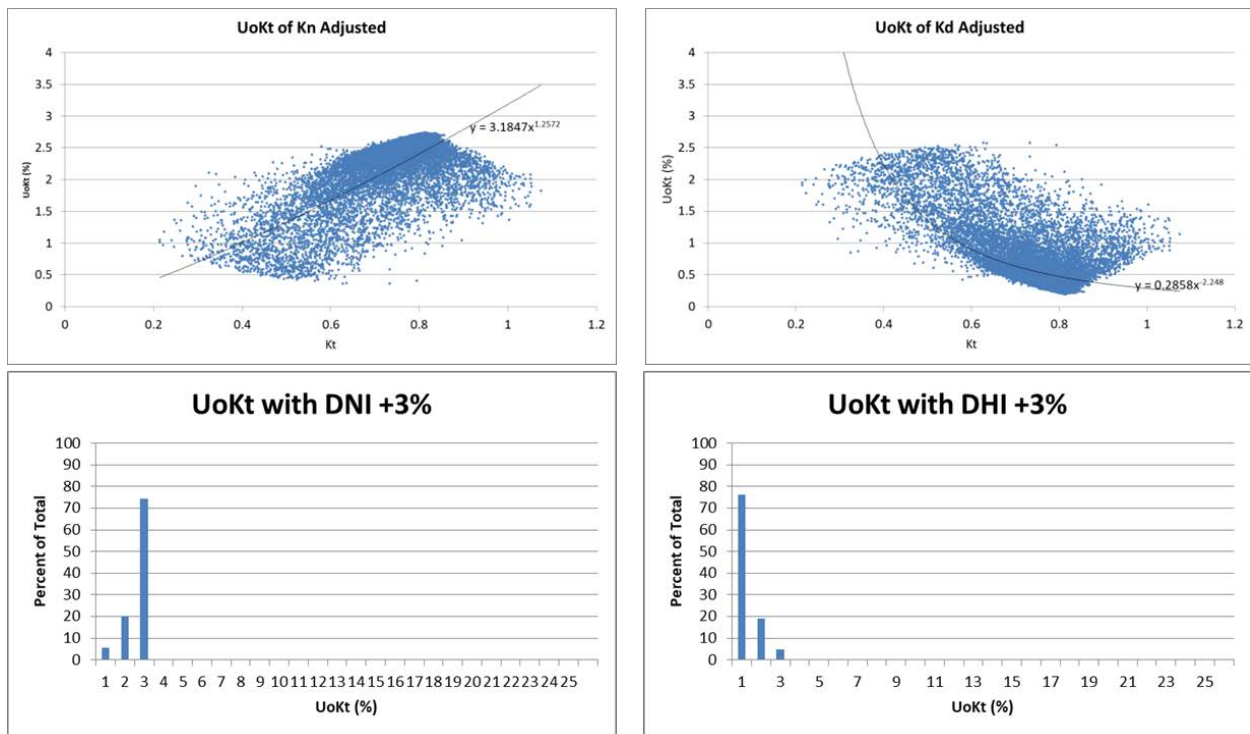 UoKt of Kn Adjusted
4
3.5
3
2.5
2
1.5
1
0.5
0
UoKt (%)
y = 3.1847x^1.2572
0 0.2 0.4 0.6 0.8 1 1.2
Kt
UoKt of Kd Adjusted
4
3.5
3
2.5
2
1.5
1
0.5
0
UoKt (%)
y = 0.2858x^-2.248
0 0.2 0.4 0.6 0.8 1 1.2
Kt
UoKt with DNI +3%
100
90
80
70
60
50
40
30
20
10
0
Percent of Total
1 2 3 4 5 6 7 8 9 10 11 12 13 14 15 16 17 18 19 20 21 22 23 24 25
UoKt (%)
UoKt with DHI +3%
100
90
80
70
60
50
40
30
20
10
0
Percent of Total
1 3 5 7 9 11 13 15 17 19 21 23 25
UoKt (%)